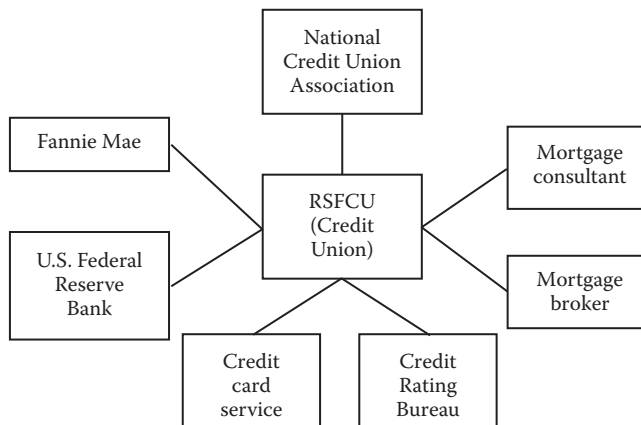 National
Credit Union
Association
Fannie Mae
Mortgage
consultant
RSFCU
(Credit
Union)
U.S. Federal
Reserve
Bank
Mortgage
broker
Credit
card
service
Credit
Rating
Bureau